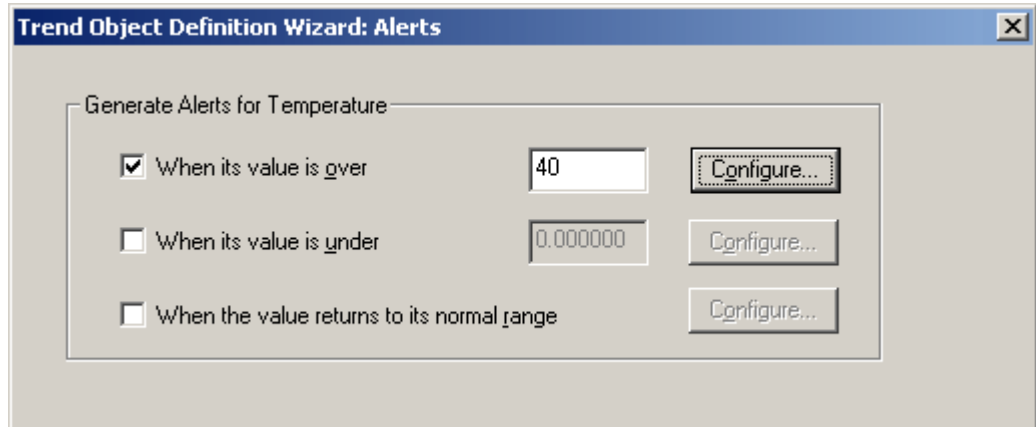 Trend Object Definition Wizard: Alerts
Generate Alerts for Temperature
When its value is over 40 Configure...
When its value is under 0.000000 Configure...
When the value returns to its normal range Configure...